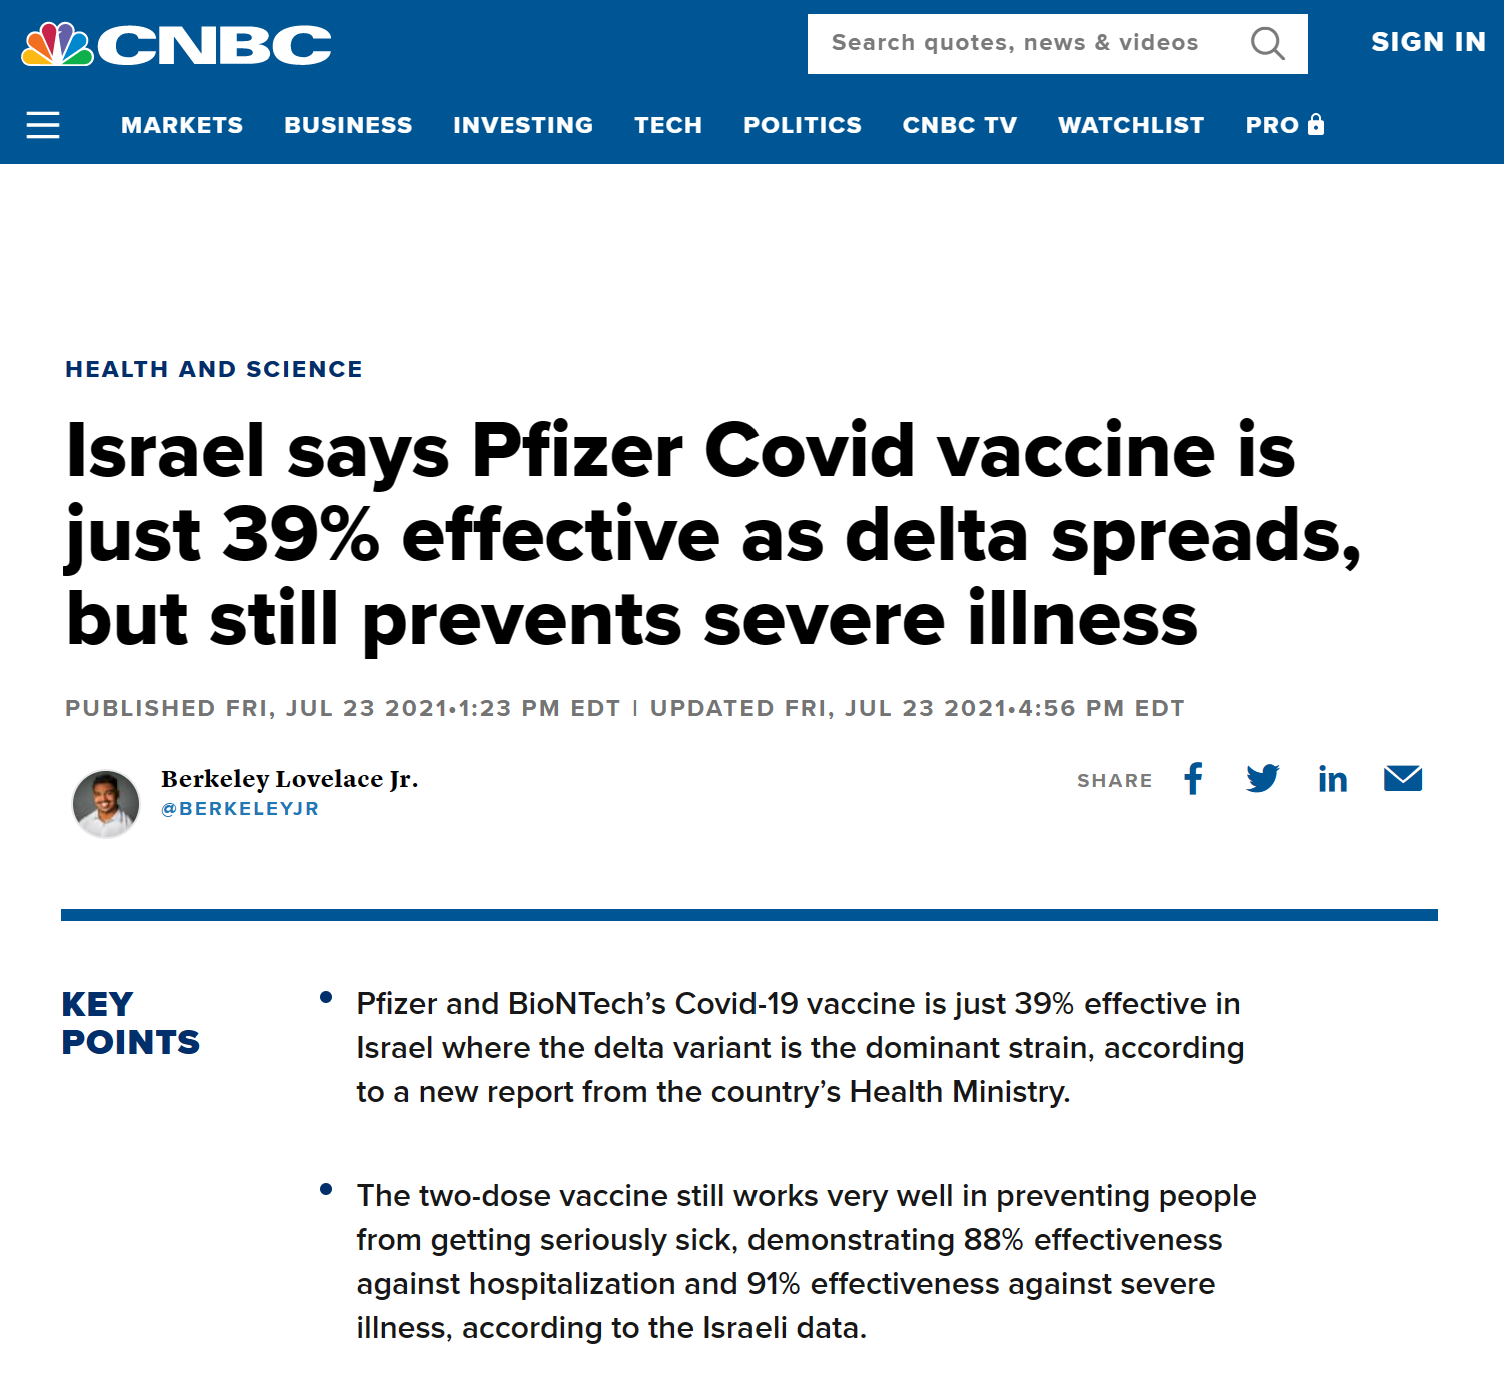 CNBC
Search quotes, news & videos
SIGN IN
MARKETS BUSINESS INVESTING TECH POLITICS CNBC TV WATCHLIST PRO
HEALTH AND SCIENCE
Israel says Pfizer Covid vaccine is
just 39% effective as delta spreads,
but still prevents severe illness
PUBLISHED FRI, JUL 23 2021•1:23 PM EDT | UPDATED FRI, JUL 23 2021•4:56 PM EDT
Berkeley Lovelace Jr.
@BERKELEYJR
SHARE
KEY
POINTS
Pfizer and BioNTech’s Covid-19 vaccine is just 39% effective in
Israel where the delta variant is the dominant strain, according
to a new report from the country’s Health Ministry.
The two-dose vaccine still works very well in preventing people
from getting seriously sick, demonstrating 88% effectiveness
against hospitalization and 91% effectiveness against severe
illness, according to the Israeli data.